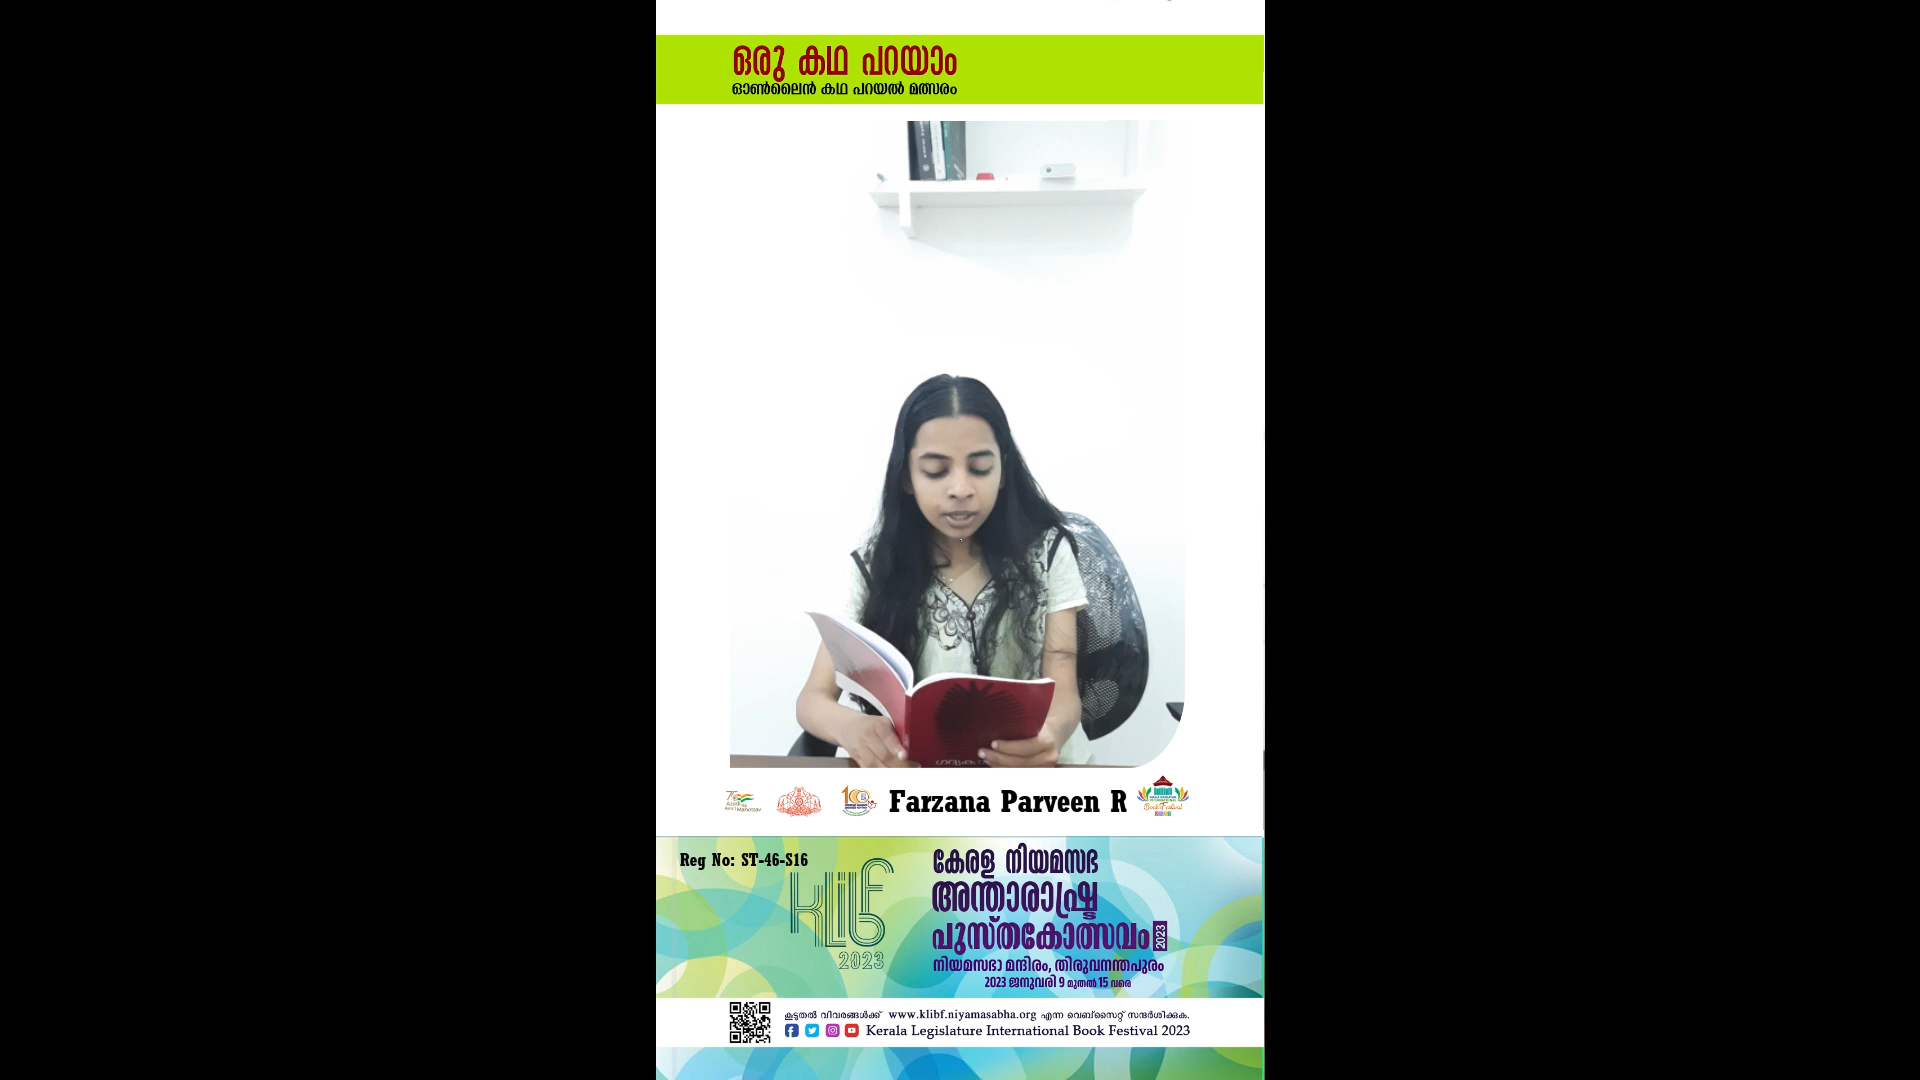 ഒരു കഥ പറയാം
ഓൺലൈൻ കഥ പറയൽ മത്സരം
Farzana Parveen R
Reg No: ST-46-S16
klibf
2023
കേരള നിയമസഭ
അന്താരാഷ്ട്ര
പുസ്തകോത്സവം 2023
നിയമസഭാ മന്ദിരം, തിരുവനന്തപുരം
2023 ജനുവരി 9 മുതൽ 15 വരെ
കൂടുതൽ വിവരങ്ങൾക്ക് www.klibf.niyamasabha.org എന്ന വെബ്സൈറ്റ് സന്ദർശിക്കുക.
Kerala Legislature International Book Festival 2023